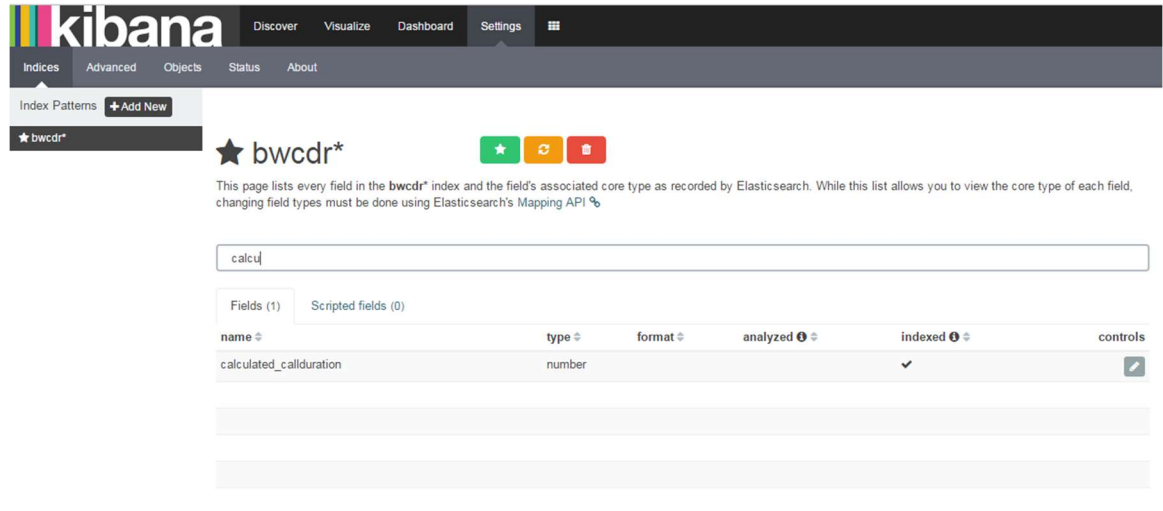 kibana
Discover Visualize Dashboard Settings
Indices Advanced Objects Status About
Index Patterns +Add New
bwcdr*
bwcdr*
This page lists every field in the bwcdr* index and the field's associated core type as recorded by Elasticsearch. While this list allows you to view the core type of each field,
changing field types must be done using Elasticsearch's Mapping API
calcu
Fields (1) Scripted fields (0)
name type format analyzed indexed controls
calculated_callduration number